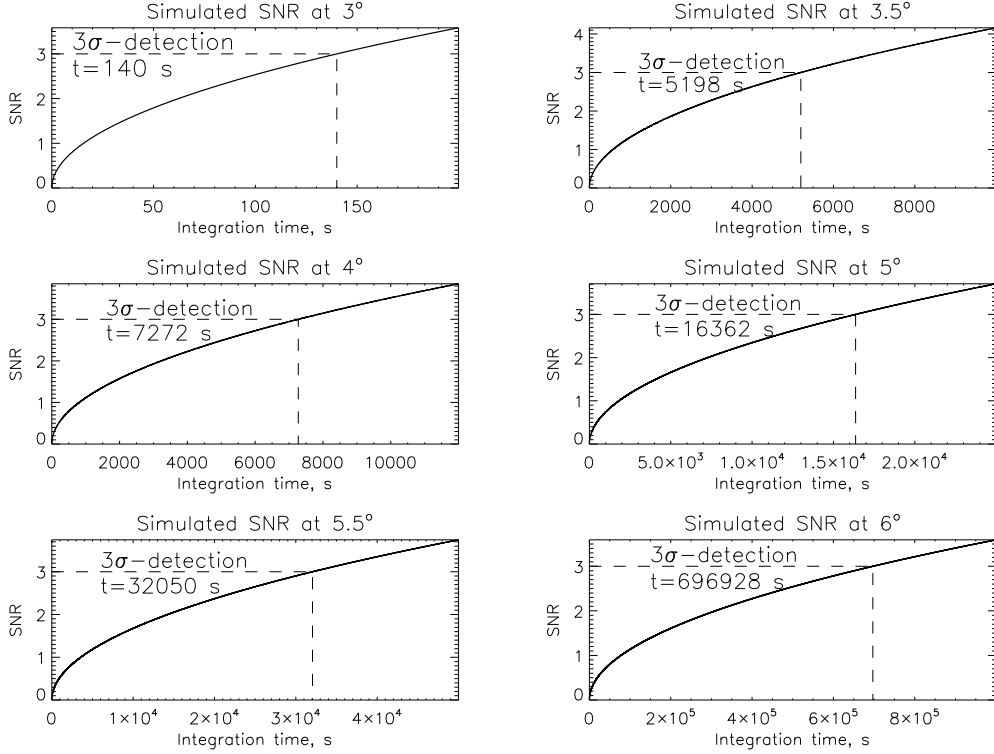 Simulated SNR at 3°
3σ−detection
t=140 s
SNR
3
2
1
0
0 50 100 150
Integration time, s
Simulated SNR at 3.5°
3σ−detection
t=5198 s
SNR
4
3
2
1
0
0 2000 4000 6000 8000
Integration time, s
Simulated SNR at 4°
3σ−detection
t=7272 s
SNR
3
2
1
0
0 2000 4000 6000 8000 10000
Integration time, s
Simulated SNR at 5°
3σ−detection
t=16362 s
SNR
3
2
1
0
0 5.0×10³ 1.0×10⁴ 1.5×10⁴ 2.0×10⁴
Integration time, s
Simulated SNR at 5.5°
3σ−detection
t=32050 s
SNR
3
2
1
0
0 1×10⁴ 2×10⁴ 3×10⁴ 4×10⁴
Integration time, s
Simulated SNR at 6°
3σ−detection
t=696928 s
SNR
3
2
1
0
0 2×10⁵ 4×10⁵ 6×10⁵ 8×10⁵
Integration time, s